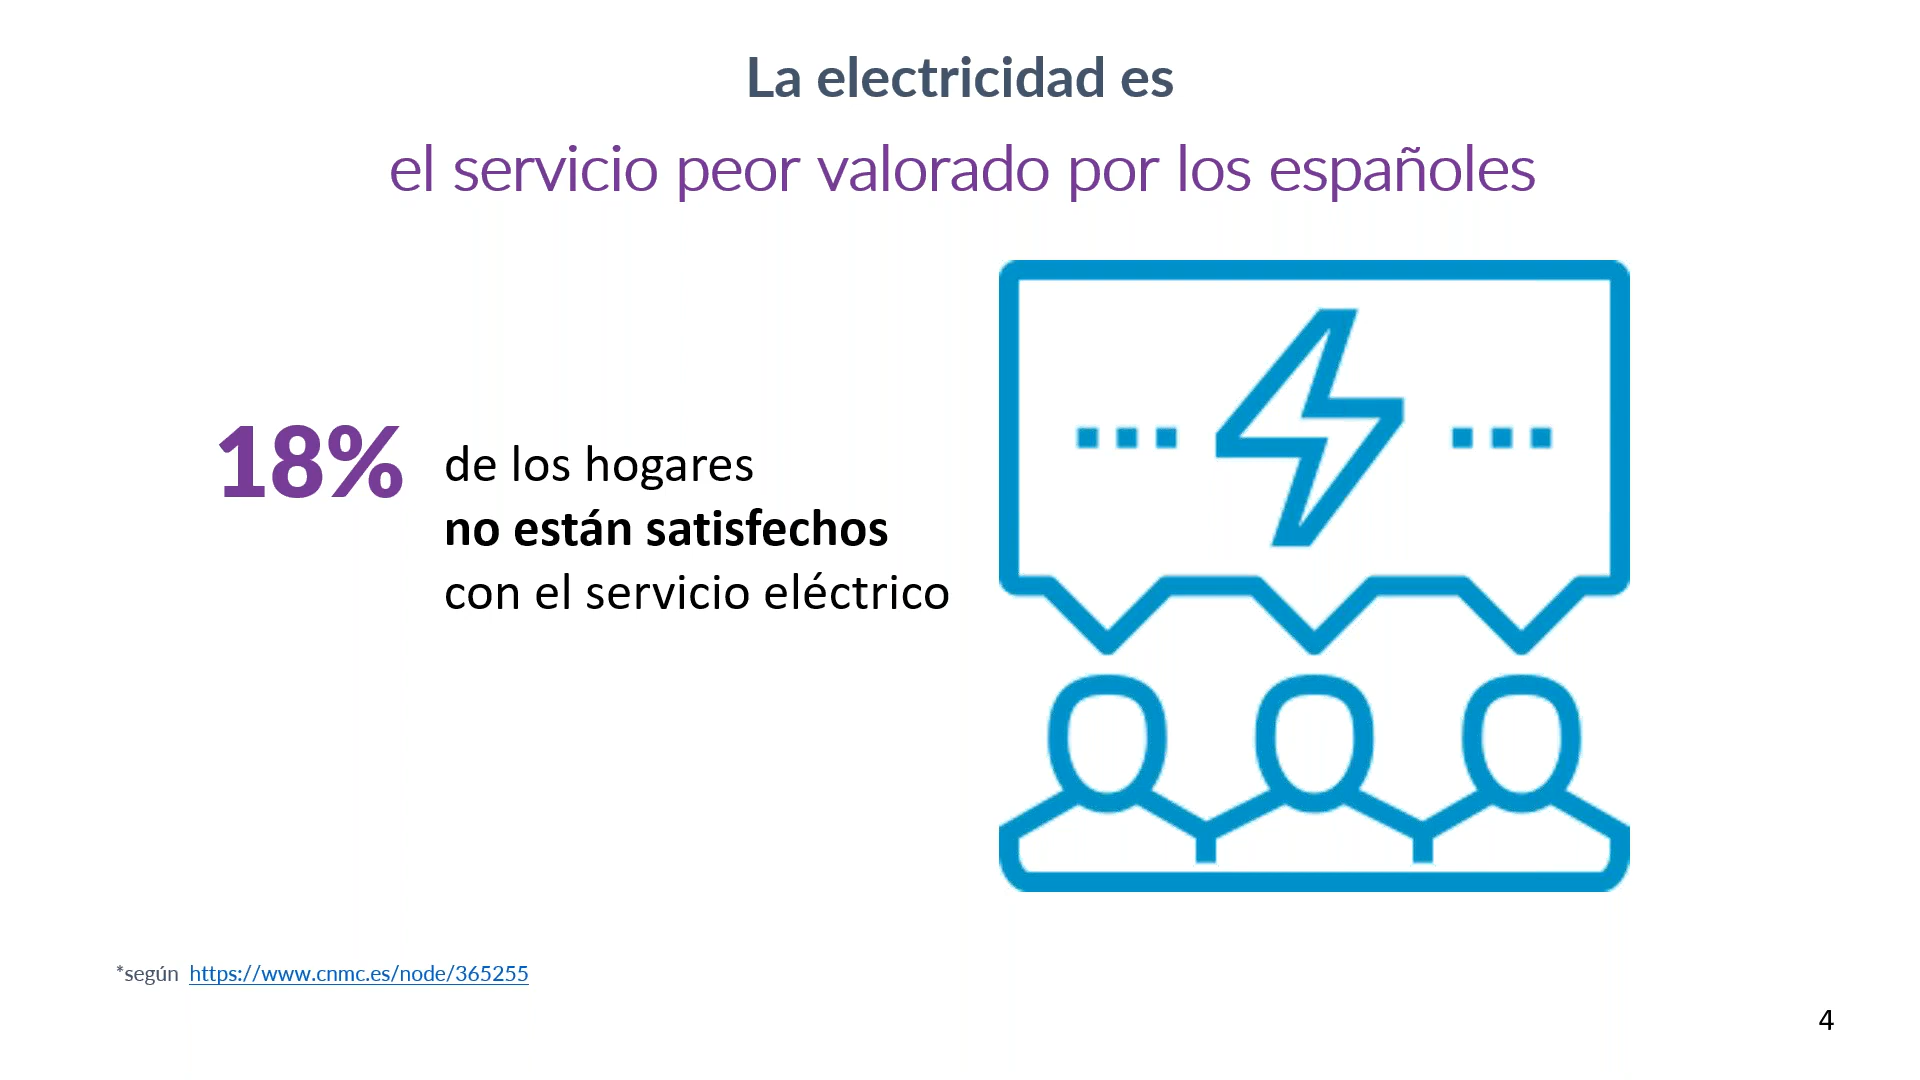 La electricidad es
el servicio peor valorado por los españoles
18%
de los hogares
no están satisfechos
con el servicio eléctrico
*según https://www.cnmc.es/node/365255
4